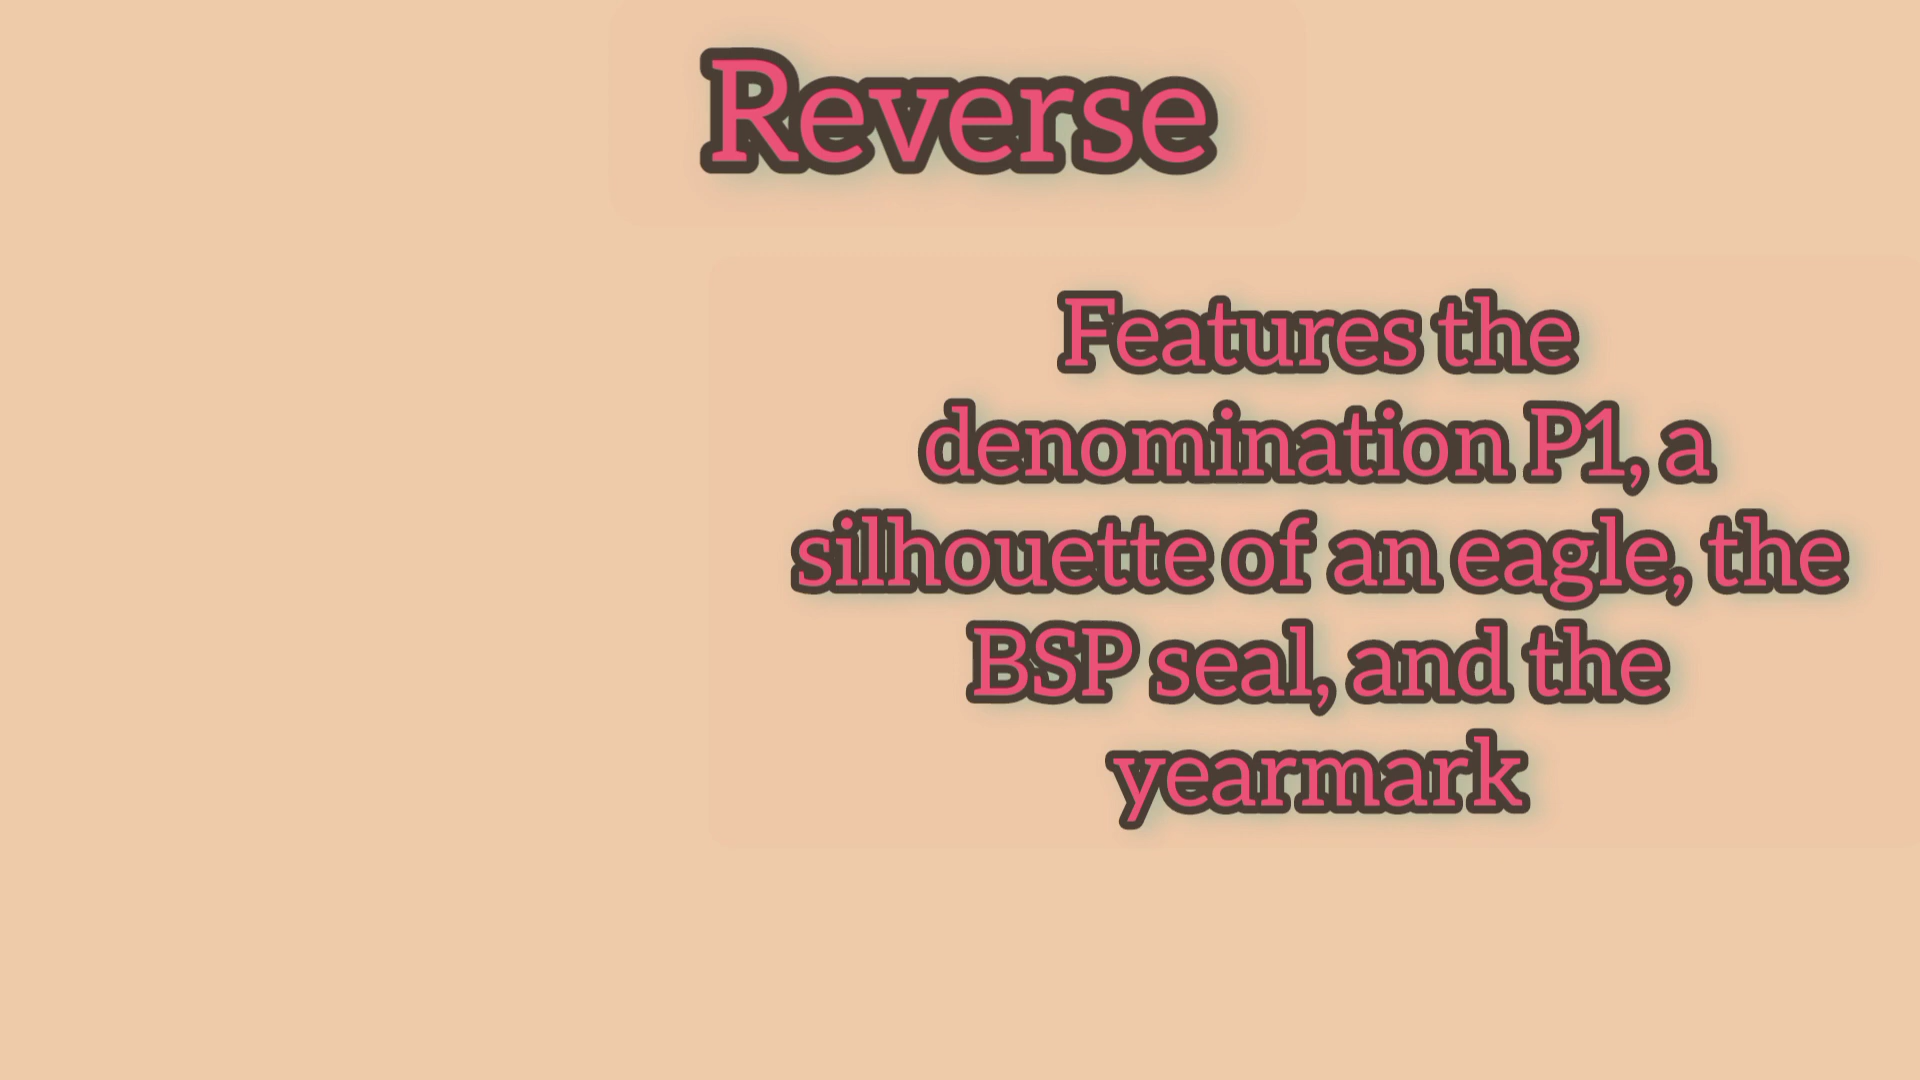 Reverse
Features the
denomination P1, a
silhouette of an eagle, the
BSP seal, and the
yearmark